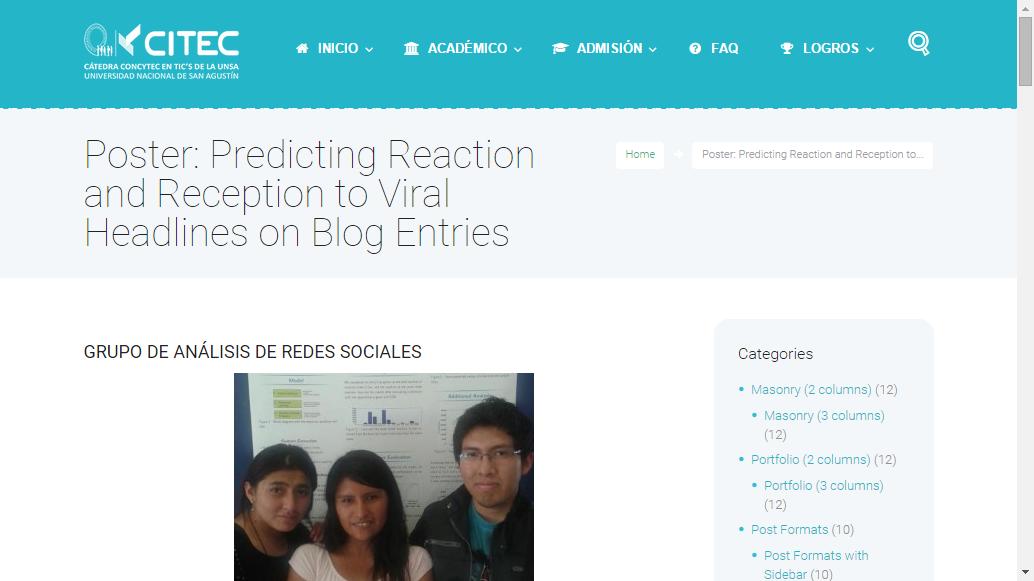 CITEC
CÁTEDRA CONCYTEC EN TIC'S DE LA UNSA
UNIVERSIDAD NACIONAL DE SAN AGUSTÍN
INICIO
ACADÉMICO
ADMISIÓN
FAQ
LOGROS
Poster: Predicting Reaction
and Reception to Viral
Headlines on Blog Entries
Home
Poster: Predicting Reaction and Reception to...
GRUPO DE ANÁLISIS DE REDES SOCIALES
Model
Categories
Masonry (2 columns) (12)
Masonry (3 columns)
(12)
Portfolio (2 columns) (12)
Portfolio (3 columns)
(12)
Post Formats (10)
Post Formats with
Sidebar (10)